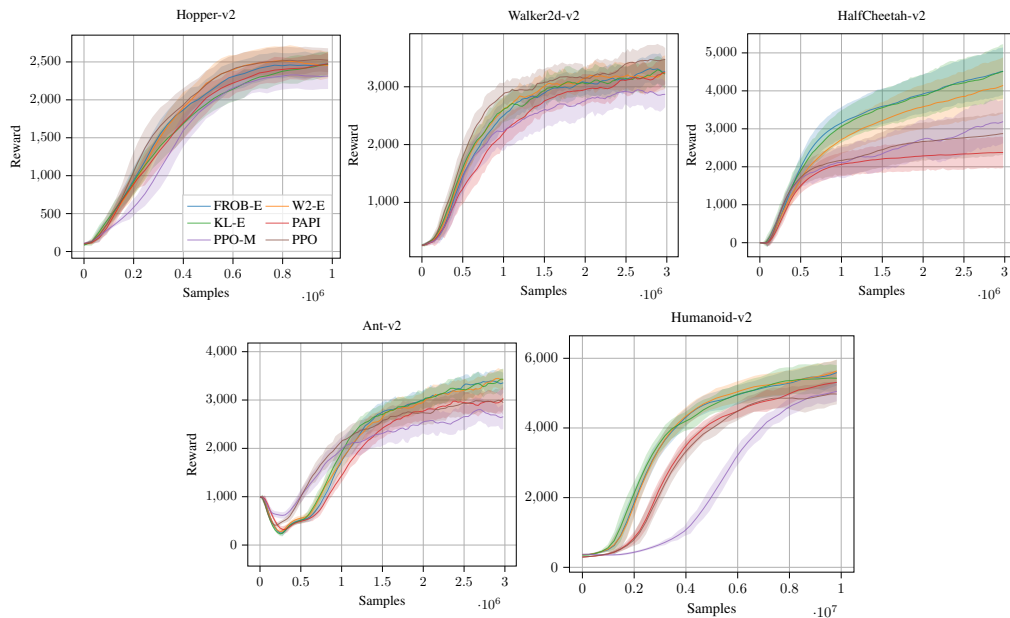 Hopper-v2
2,500
2,000
1,500
1,000
500
0
Reward
FROB-E W2-E
KL-E PAPI
PPO-M PPO
0 0.2 0.4 0.6 0.8 1
Samples
·10⁶
Walker2d-v2
3,000
2,000
1,000
Reward
0 0.5 1 1.5 2 2.5 3
Samples
·10⁶
HalfCheetah-v2
5,000
4,000
3,000
2,000
1,000
0
Reward
0 0.5 1 1.5 2 2.5 3
Samples
·10⁶
Ant-v2
4,000
3,000
2,000
1,000
0
Reward
0 0.5 1 1.5 2 2.5 3
Samples
·10⁶
Humanoid-v2
6,000
4,000
2,000
0
Reward
0 0.2 0.4 0.6 0.8 1
Samples
·10⁷